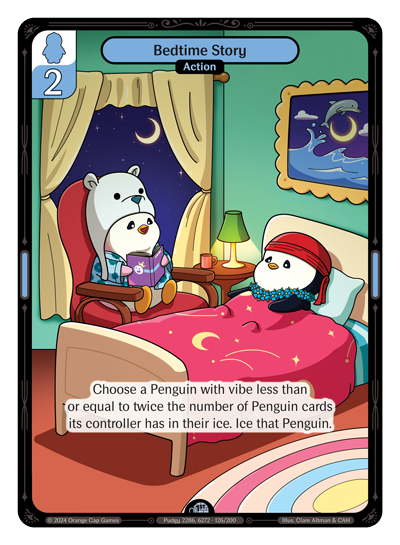 Bedtime Story
Action
2
Choose a Penguin with vibe less than
or equal to twice the number of Penguin cards
its controller has in their ice. Ice that Penguin.
© 2024 Orange Cap Games
Pudgy 2286, 6272 · 126/200
Illus. Clare Altman & CAH